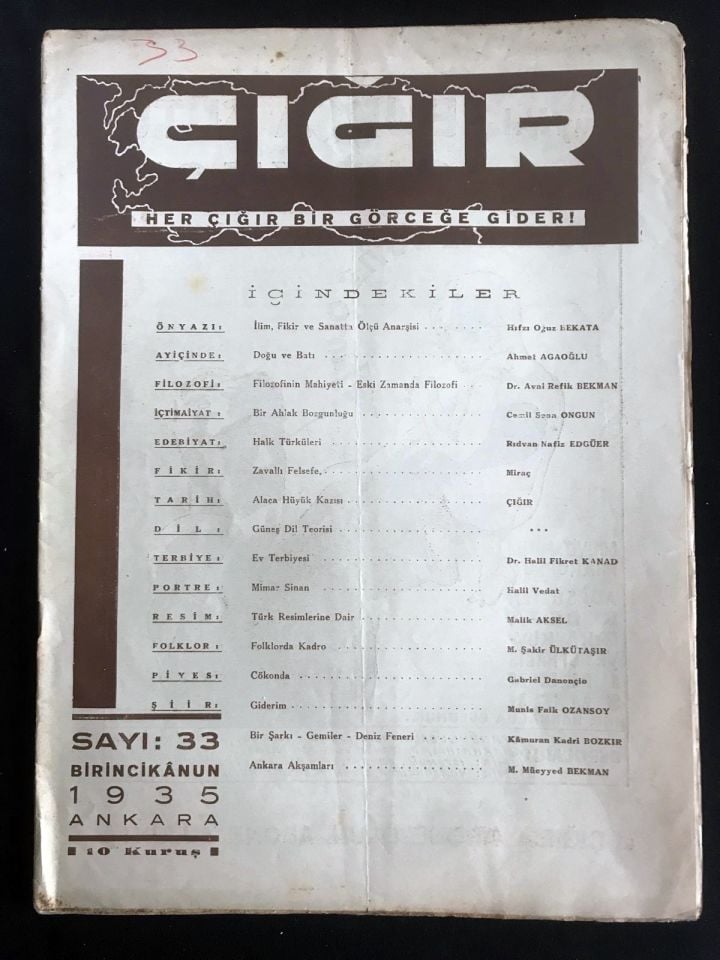 33
ÇIĞIR
HER ÇIĞIR BİR GÖRCEĞE GİDER!
İÇİNDEKİLER
ÖNYAZI: İlim, Fikir ve Sanatta Ölçü Anarşisi . . . . . . . Hıfzı Oğuz BEKATA
AYİÇİNDE: Doğu ve Batı . . . . . . . . . . . . . . . . . Ahmet AGAOĞLU
FİLOZOFİ: Filozofinin Mahiyeti - Eski Zamanda Filozofi . . Dr. Avni Refik BEKMAN
İÇTİMAİYAT: Bir Ahlak Bozgunluğu . . . . . . . . . . . . . Cemil Sena ONGUN
EDEBİYAT: Halk Türküleri . . . . . . . . . . . . . . . . . Rıdvan Nafiz EDGÜER
FİKİR: Zavallı Felsefe. . . . . . . . . . . . . . . . . . Miraç
TARİH: Alaca Hüyük Kazısı . . . . . . . . . . . . . . . ÇIĞIR
DİL: Güneş Dil Teorisi . . . . . . . . . . . . . . . . * * *
TERBİYE: Ev Terbiyesi . . . . . . . . . . . . . . . . . . Dr. Halil Fikret KANAD
PORTRE: Mimar Sinan . . . . . . . . . . . . . . . . . . Halil Vedat
RESİM: Türk Resimlerine Dair . . . . . . . . . . . . . Malik AKSEL
FOLKLOR: Folklorda Kadro . . . . . . . . . . . . . . . . M. Şakir ÜLKÜTAŞIR
PİYES: Cökonda . . . . . . . . . . . . . . . . . . . . Gabriel Danonçio
ŞİİR: Giderim . . . . . . . . . . . . . . . . . . . . . Munis Faik OZANSOY
Bir Şarkı - Gemiler - Deniz Feneri . . . . . . . Kâmuran Kadri BOZKIR
Ankara Akşamları . . . . . . . . . . . . . . . . M. Müeyyed BEKMAN
SAYI: 33
BİRİNCİKÂNUN
1935
ANKARA
10 Kuruş